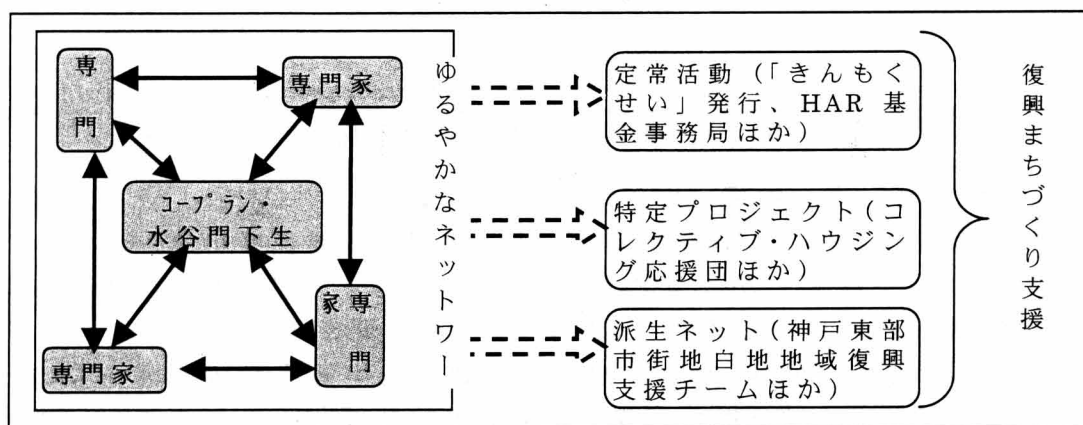 専門
専門家
コープラン・
水谷門下生
専門家
専門家
ゆるやかなネットワー
定常活動（「きんもく
せい」発行、HAR 基
金事務局ほか）
特定プロジェクト（コ
レクティブ・ハウジン
グ応援団ほか）
派生ネット（神戸東部
市街地白地地域復興
支援チームほか）
復興まちづくり支援